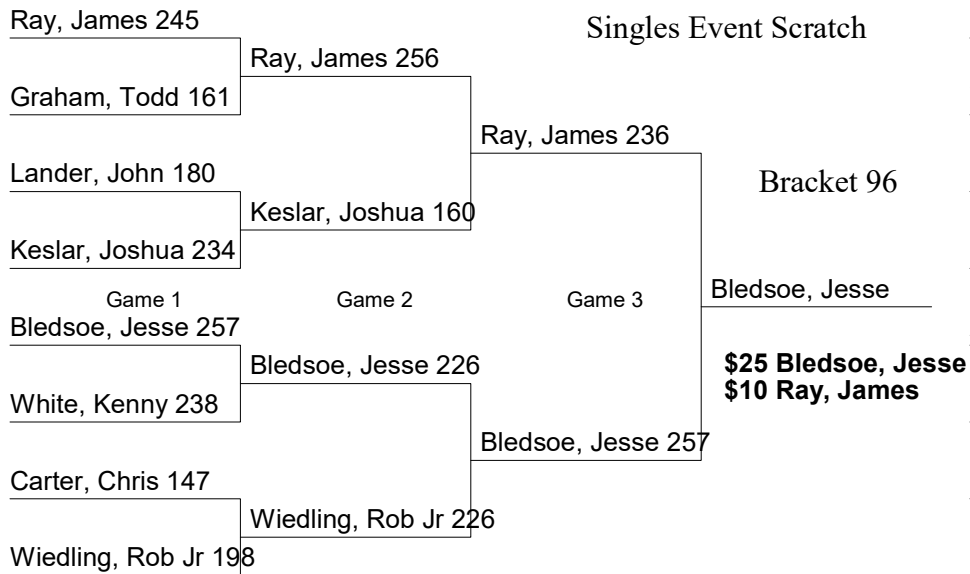 Ray, James 245
Singles Event Scratch
Ray, James 256
Graham, Todd 161
Ray, James 236
Lander, John 180
Bracket 96
Keslar, Joshua 160
Keslar, Joshua 234
Game 1
Game 2
Game 3
Bledsoe, Jesse
Bledsoe, Jesse 257
Bledsoe, Jesse 226
$25 Bledsoe, Jesse
$10 Ray, James
White, Kenny 238
Bledsoe, Jesse 257
Carter, Chris 147
Wiedling, Rob Jr 226
Wiedling, Rob Jr 198